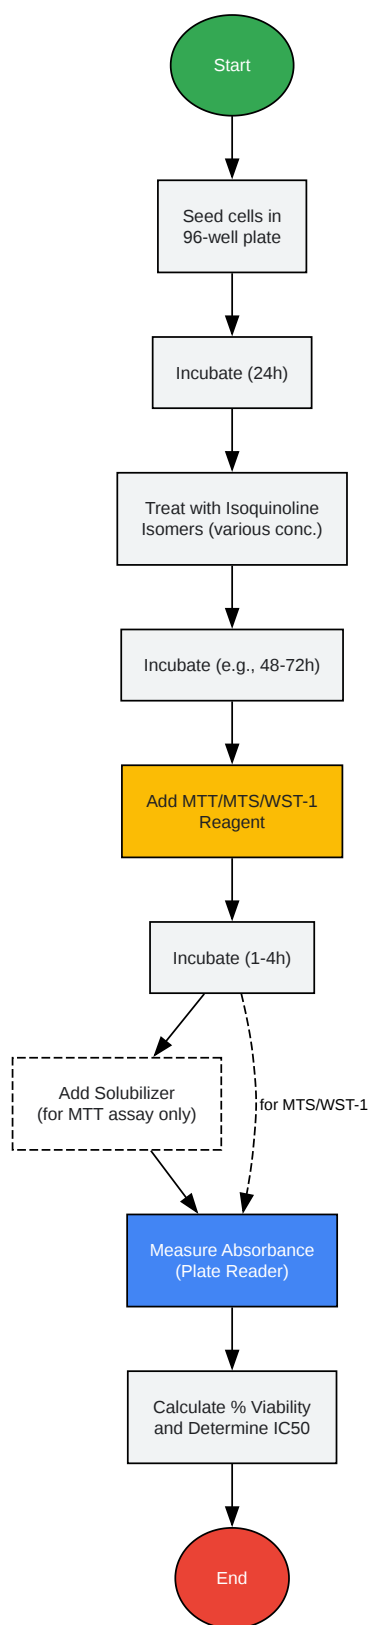 Start
Seed cells in
96-well plate
Incubate (24h)
Treat with Isoquinoline
Isomers (various conc.)
Incubate (e.g., 48-72h)
Add MTT/MTS/WST-1
Reagent
Incubate (1-4h)
Add Solubilizer
(for MTT assay only)
for MTS/WST-1
Measure Absorbance
(Plate Reader)
Calculate % Viability
and Determine IC50
End